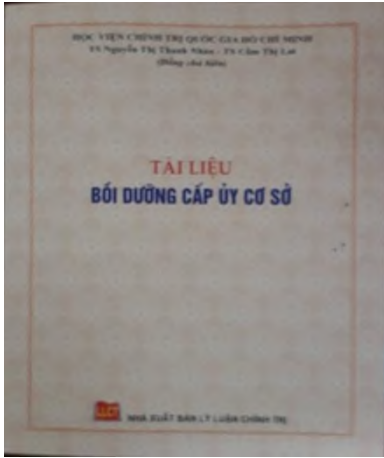 HỌC VIỆN CHÍNH TRỊ QUỐC GIA HỒ CHÍ MINH
TS Nguyễn Thị Thanh Nhàn - TS Cầm Thị Lai
(Đồng chủ biên)
TÀI LIỆU
BỒI DƯỠNG CẤP ỦY CƠ SỞ
NHÀ XUẤT BẢN LÝ LUẬN CHÍNH TRỊ